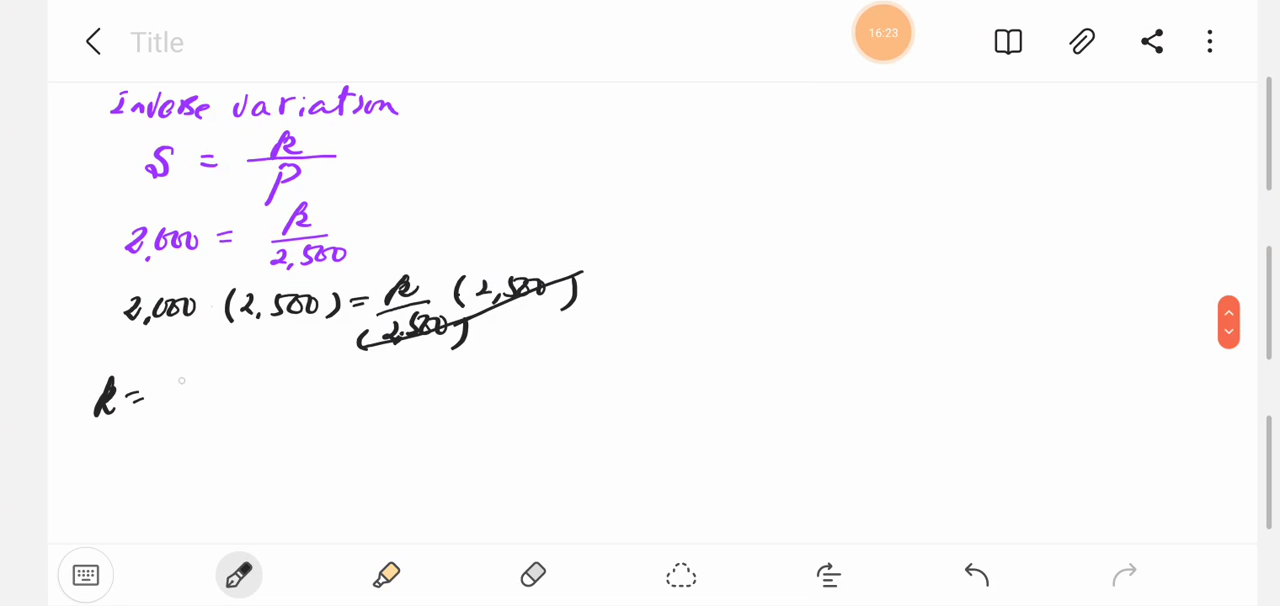 Title
16:23
Inverse variation
S = k/P
2,000 = k/2,500
2,000 (2,500) = k/(2,500) (2,500)
k =